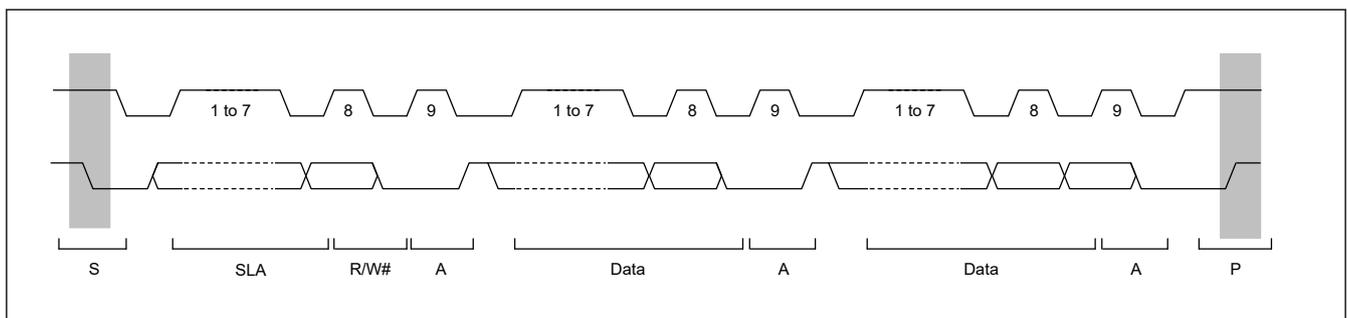 1 to 7 8 9 1 to 7 8 9 1 to 7 8 9
S SLA R/W# A Data A Data A P